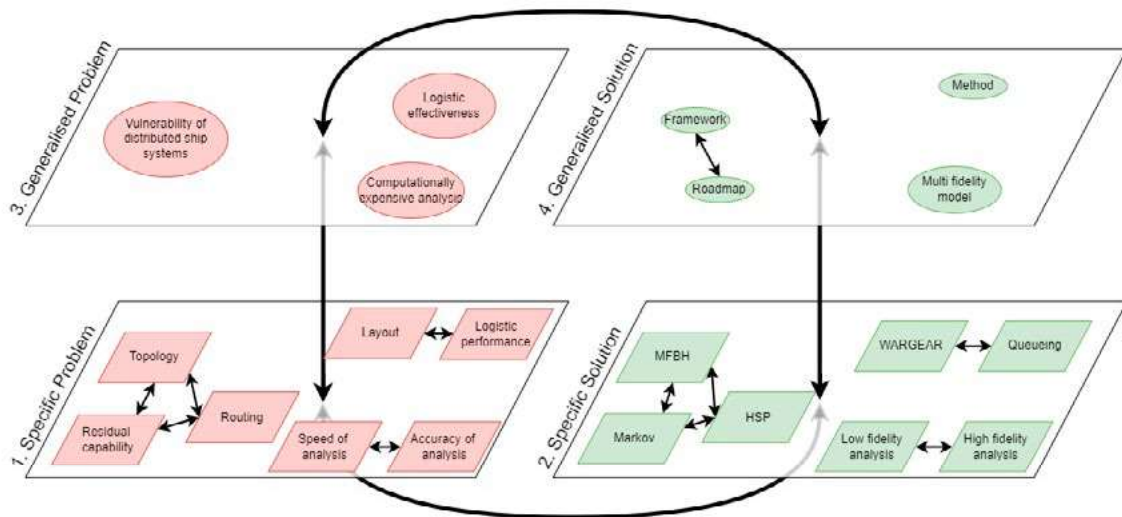 3. Generalised Problem
Vulnerability of
distributed ship
systems
Logistic
effectiveness
Computationally
expensive analysis
4. Generalised Solution
Framework
Roadmap
Method
Multi fidelity
model
1. Specific Problem
Topology
Residual
capability
Routing
Layout
Logistic
performance
Speed of
analysis
Accuracy of
analysis
2. Specific Solution
MFBH
Markov
HSP
WARGEAR
Queueing
Low fidelity
analysis
High fidelity
analysis